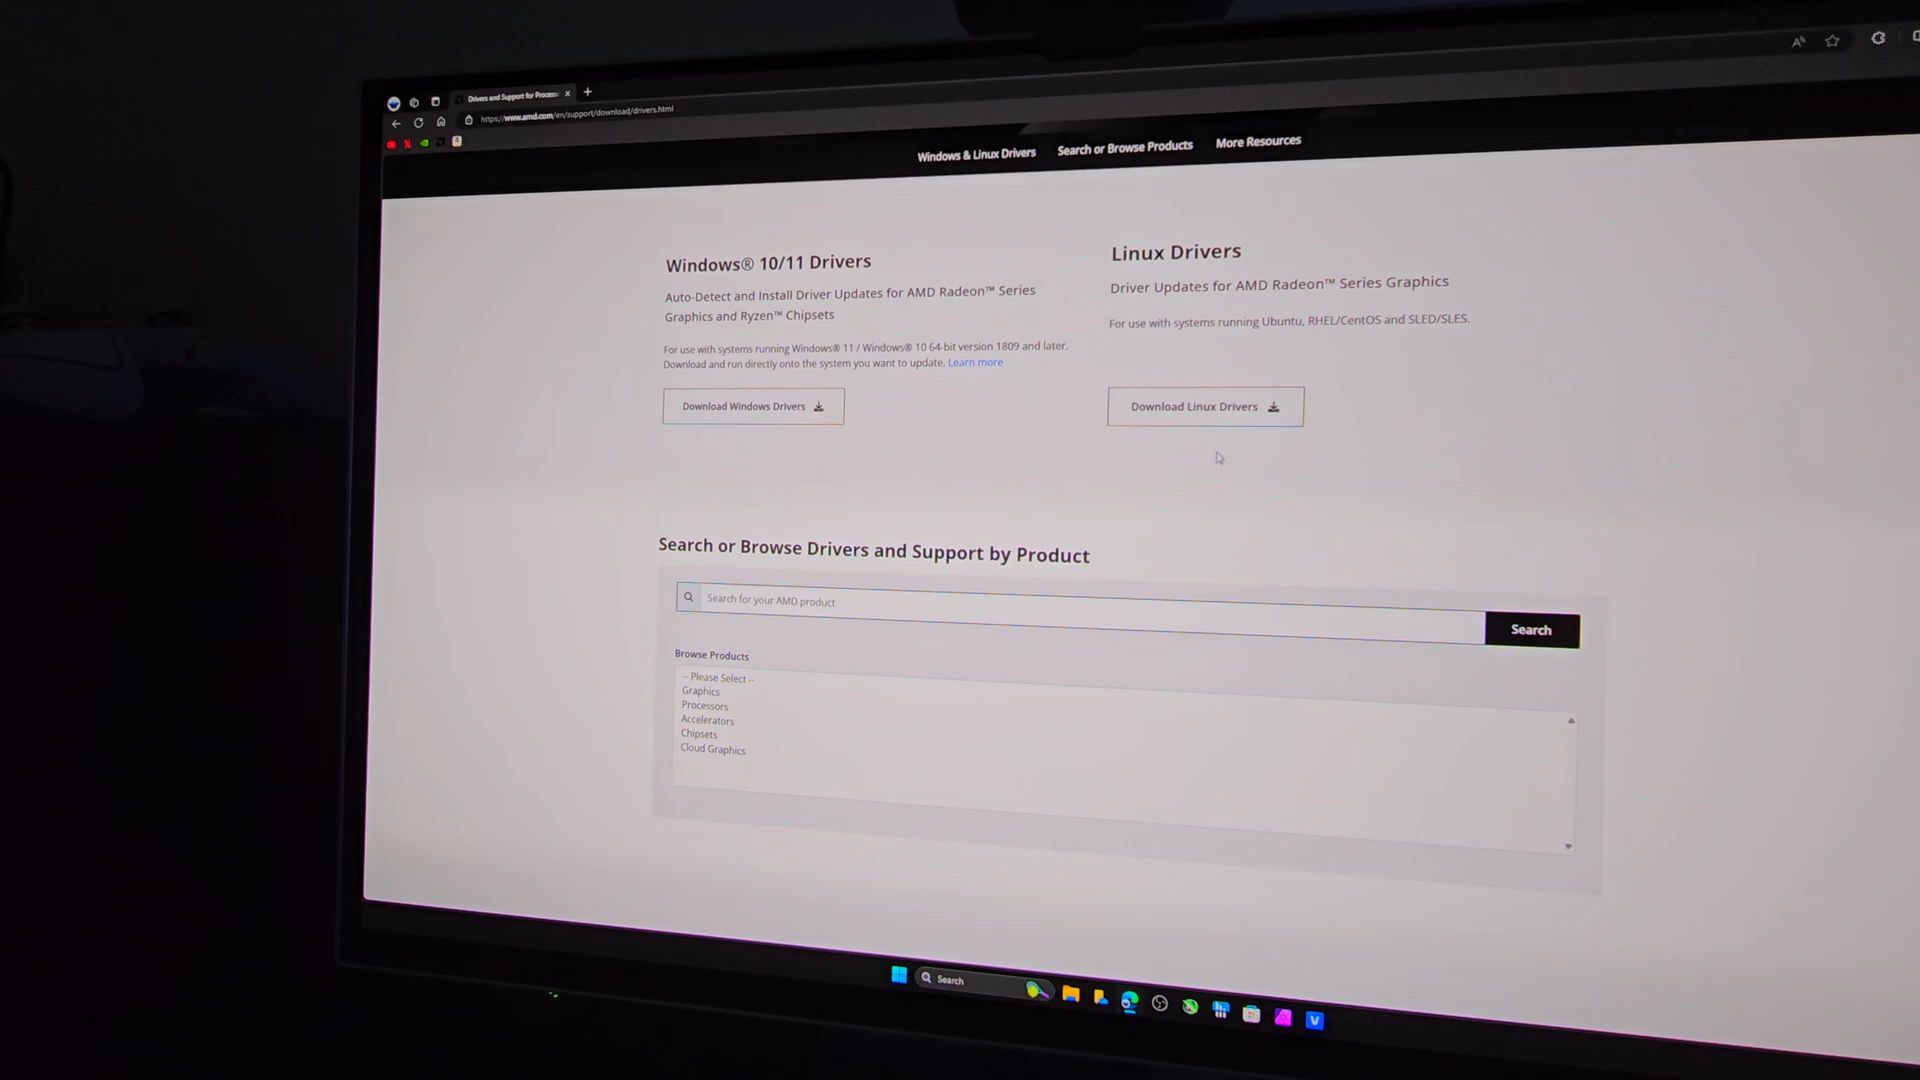 Drivers and Support for Process
https://www.amd.com/en/support/download/drivers.html
Windows & Linux Drivers
Search or Browse Products
More Resources
Windows® 10/11 Drivers
Auto-Detect and Install Driver Updates for AMD Radeon™ Series
Graphics and Ryzen™ Chipsets
For use with systems running Windows® 11 / Windows® 10 64-bit version 1809 and later.
Download and run directly onto the system you want to update. Learn more
Download Windows Drivers
Linux Drivers
Driver Updates for AMD Radeon™ Series Graphics
For use with systems running Ubuntu, RHEL/CentOS and SLED/SLES.
Download Linux Drivers
Search or Browse Drivers and Support by Product
Search for your AMD product
Search
Browse Products
-- Please Select --
Graphics
Processors
Accelerators
Chipsets
Cloud Graphics
Search